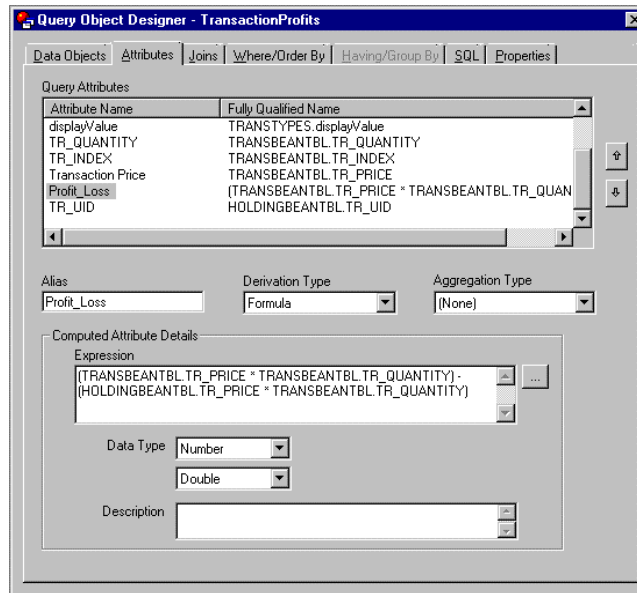 Query Object Designer - TransactionProfits
Data Objects Attributes Joins Where/Order By Having/Group By SQL Properties
Query Attributes
Attribute Name Fully Qualified Name
displayValue TRANSTYPES.displayValue
TR_QUANTITY TRANSBEANTBL.TR_QUANTITY
TR_INDEX TRANSBEANTBL.TR_INDEX
Transaction Price TRANSBEANTBL.TR_PRICE
Profit_Loss (TRANSBEANTBL.TR_PRICE * TRANSBEANTBL.TR_QUAN
TR_UID HOLDINGBEANTBL.TR_UID
Alias Derivation Type Aggregation Type
Profit_Loss Formula (None)
Computed Attribute Details
Expression
(TRANSBEANTBL.TR_PRICE * TRANSBEANTBL.TR_QUANTITY) -
(HOLDINGBEANTBL.TR_PRICE * TRANSBEANTBL.TR_QUANTITY)
...
Data Type Number
Double
Description